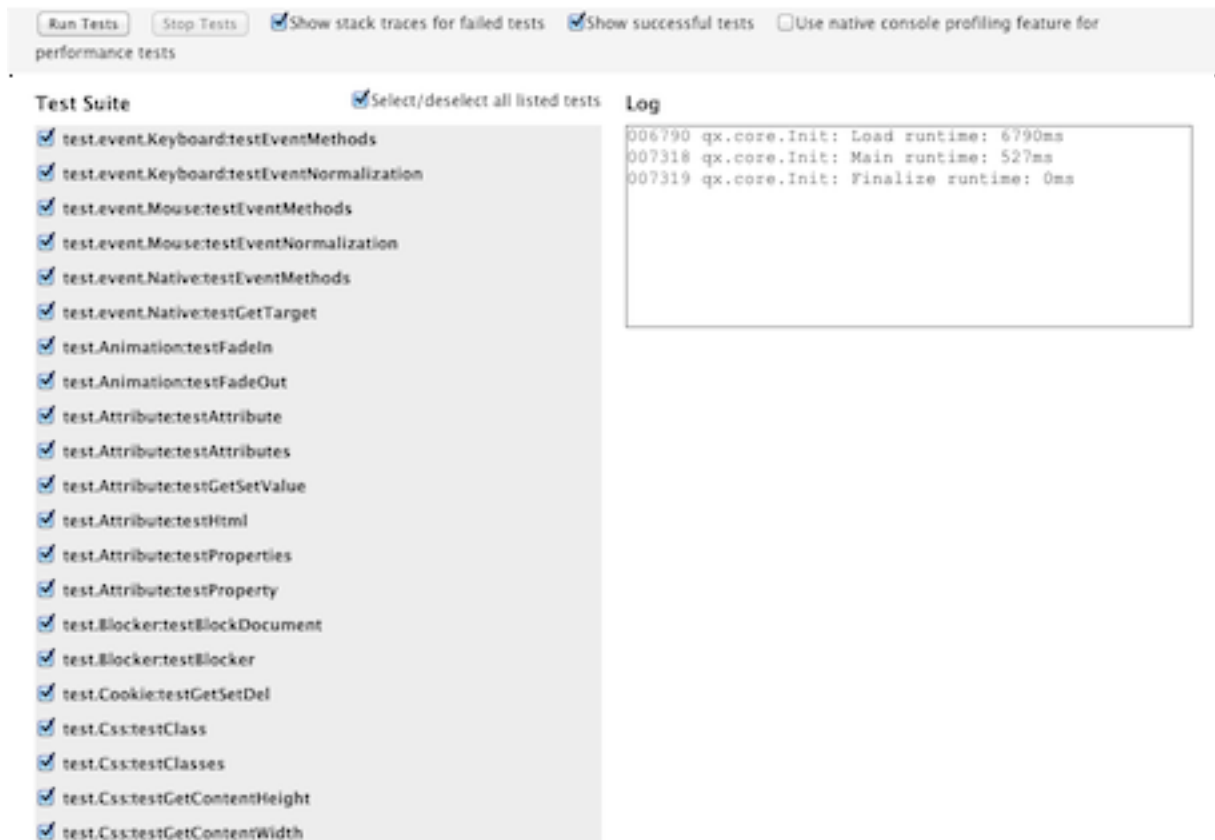 Run Tests Stop Tests Show stack traces for failed tests Show successful tests Use native console profiling feature for
performance tests
Test Suite Select/deselect all listed tests
test.event.Keyboard:testEventMethods
test.event.Keyboard:testEventNormalization
test.event.Mouse:testEventMethods
test.event.Mouse:testEventNormalization
test.event.Native:testEventMethods
test.event.Native:testGetTarget
test.Animation:testFadeIn
test.Animation:testFadeOut
test.Attribute:testAttribute
test.Attribute:testAttributes
test.Attribute:testGetSetValue
test.Attribute:testHtml
test.Attribute:testProperties
test.Attribute:testProperty
test.Blocker:testBlockDocument
test.Blocker:testBlocker
test.Cookie:testGetSetDel
test.Css:testClass
test.Css:testClasses
test.Css:testGetContentHeight
test.Css:testGetContentWidth
Log
006790 qx.core.Init: Load runtime: 6790ms
007318 qx.core.Init: Main runtime: 527ms
007319 qx.core.Init: Finalize runtime: 0ms